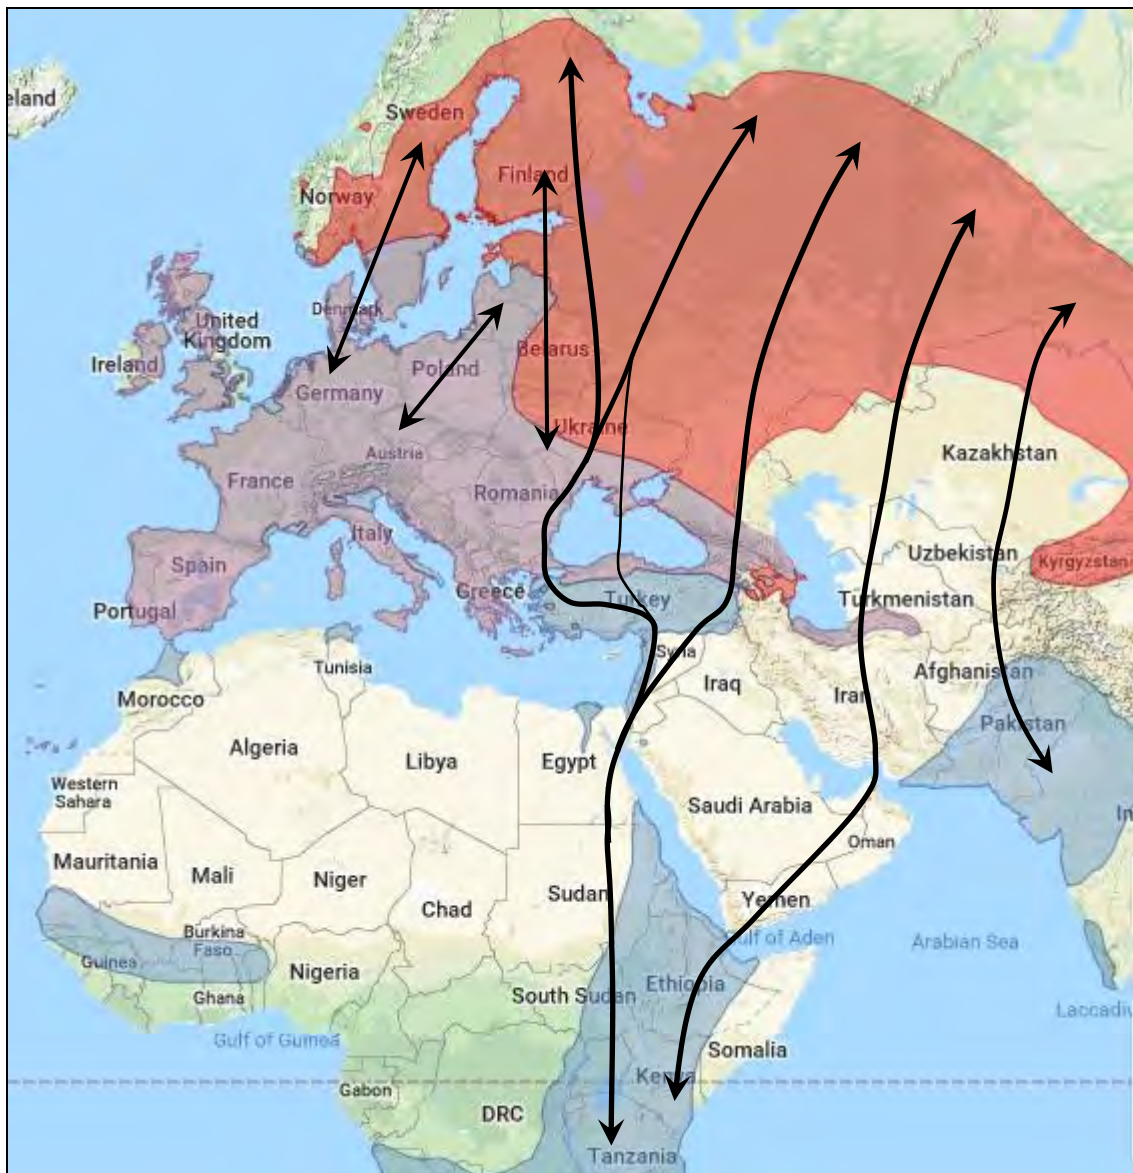 eland
Sweden
Finland
Norway
Denmark
United
Kingdom
Ireland
Belarus
Poland
Germany
Ukraine
Austria
Kazakhstan
France
Romania
Italy
Uzbekistan
Kyrgyzstan
Spain
Greece
Turkey
Turkmenistan
Portugal
Syria
Tunisia
Afghanistan
Iraq
Iran
Morocco
Pakistan
Algeria
Libya
Egypt
Western
Sahara
Saudi Arabia
In
Oman
Mauritania
Mali
Niger
Sudan
Chad
Yemen
Burkina
Faso
Gulf of Aden
Arabian Sea
Guinea
Nigeria
Ethiopia
Ghana
South Sudan
Laccadiv
Gulf of Guinea
Somalia
Kenya
Gabon
DRC
Tanzania